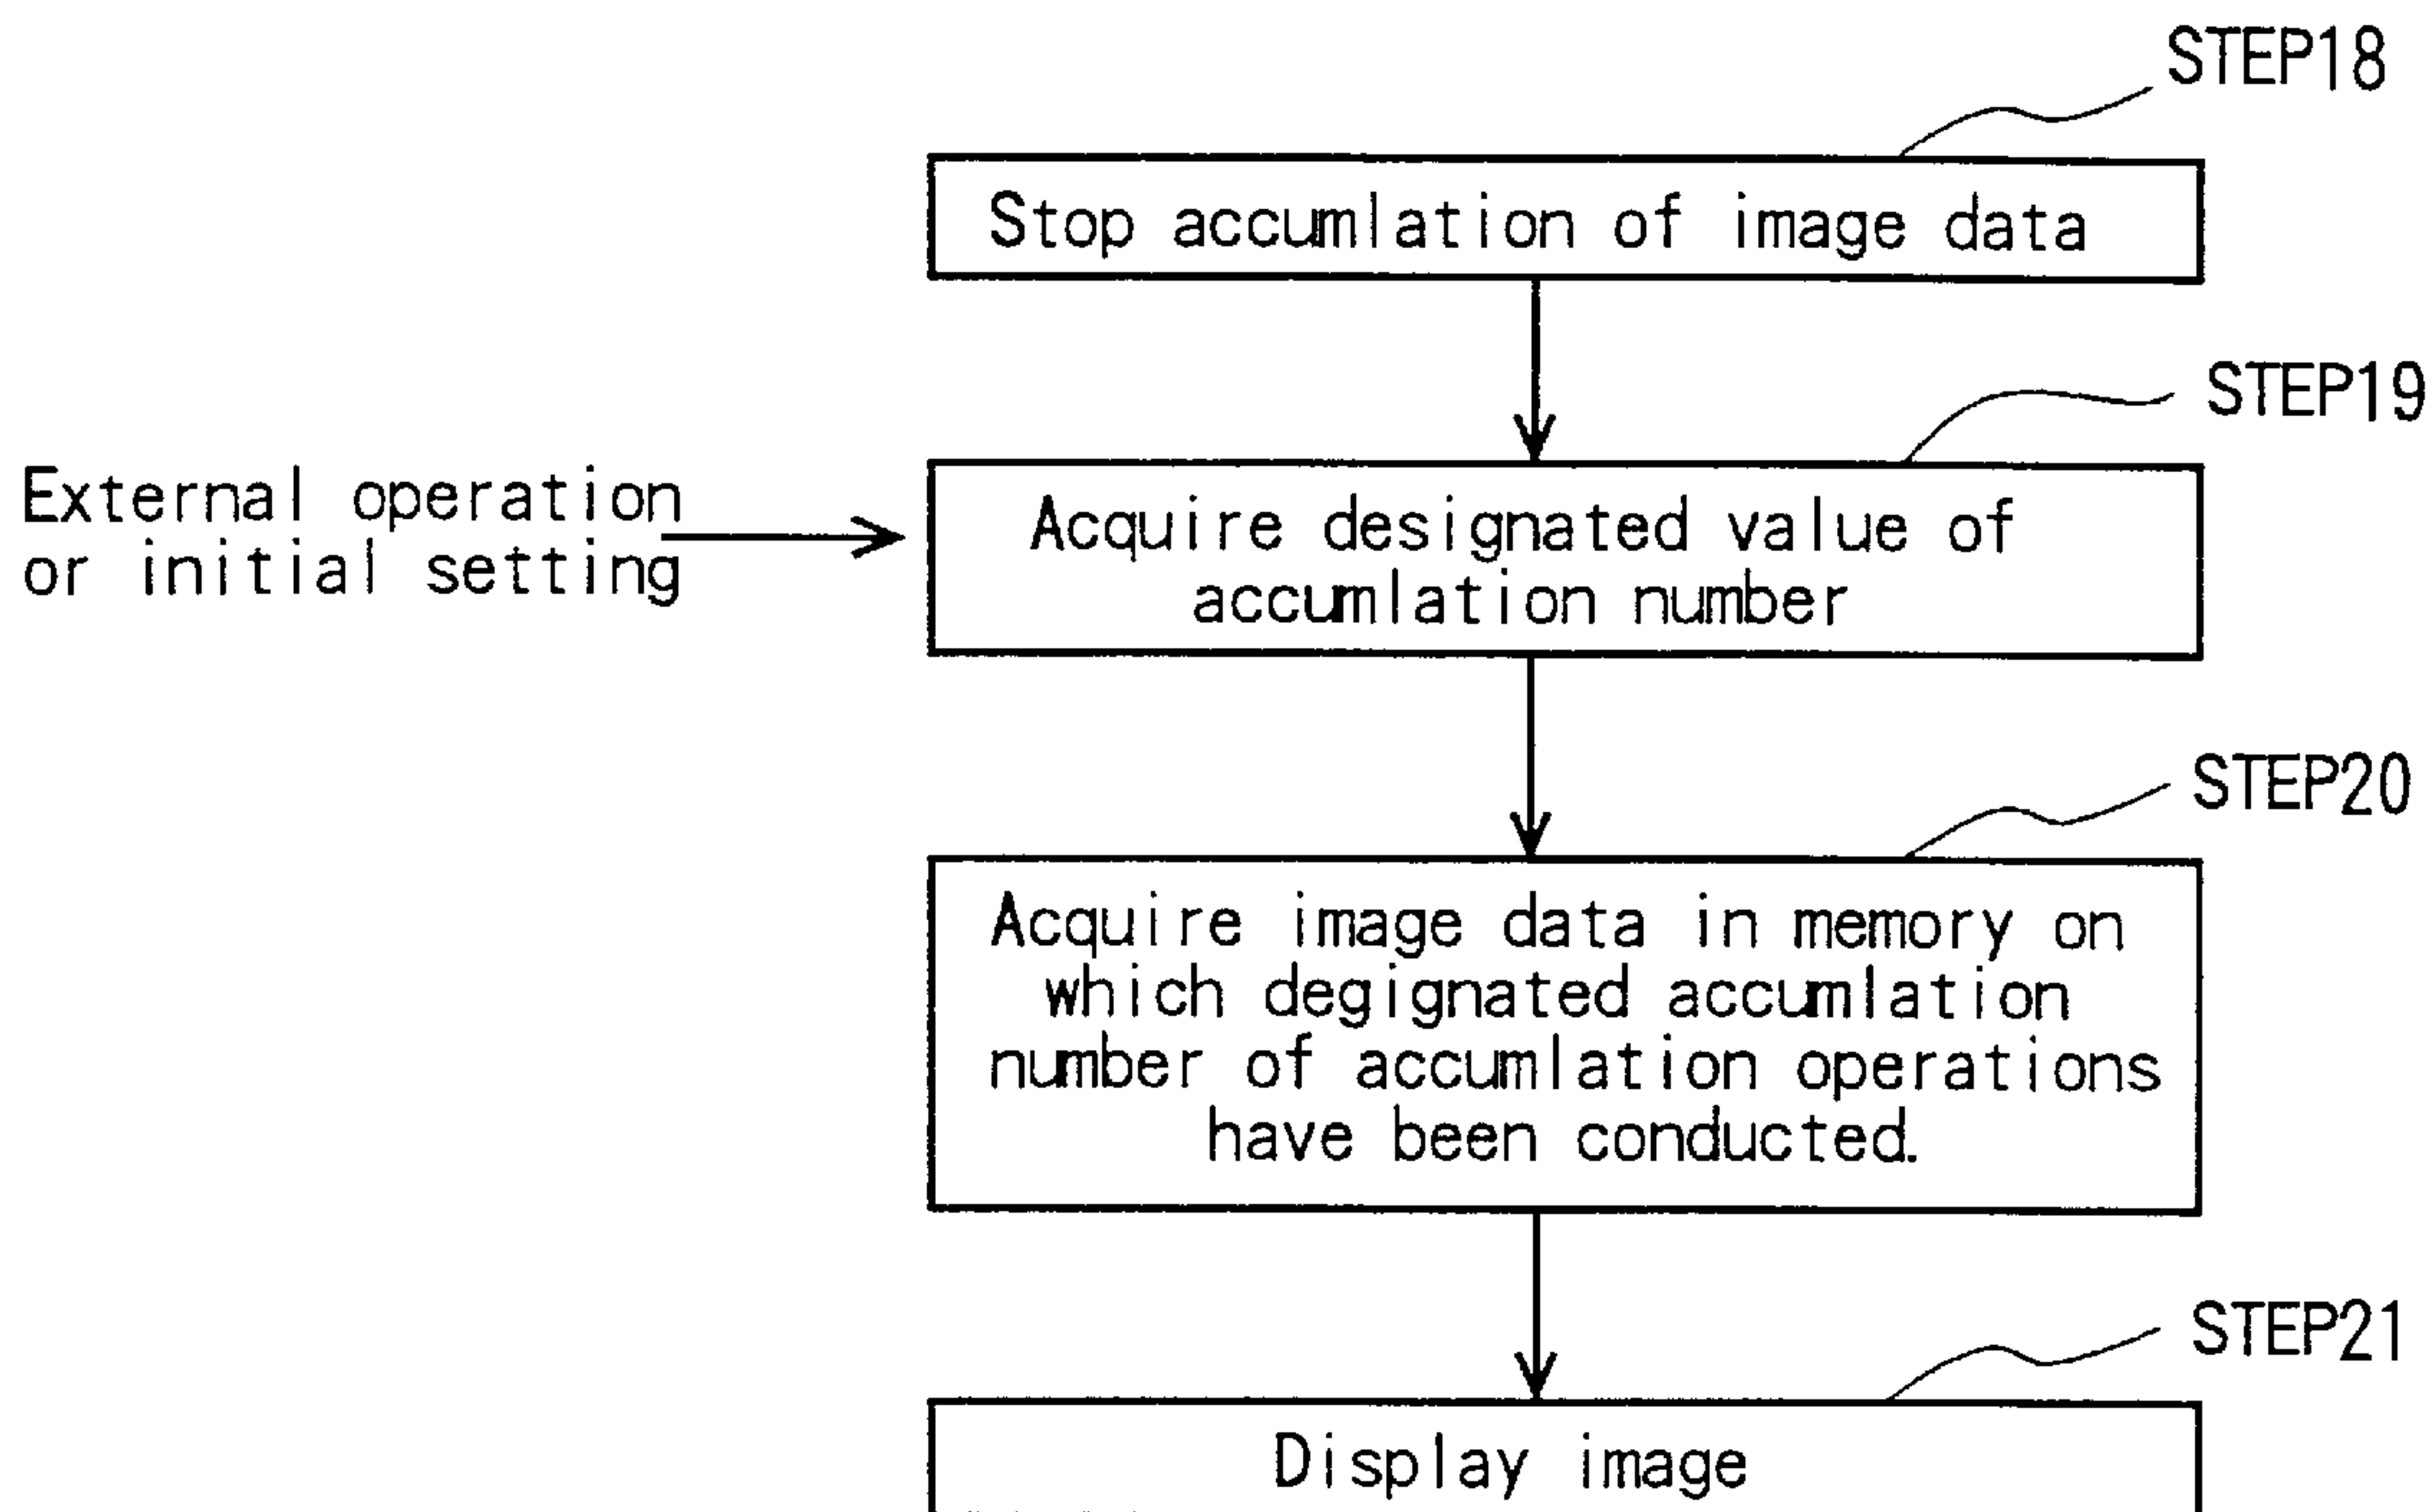 STEP18
Stop accumlation of image data
STEP19
External operation
or initial setting
Acquire designated value of
accumlation number
STEP20
Acquire image data in memory on
which degignated accumlation
number of accumlation operations
have been conducted.
STEP21
Display image